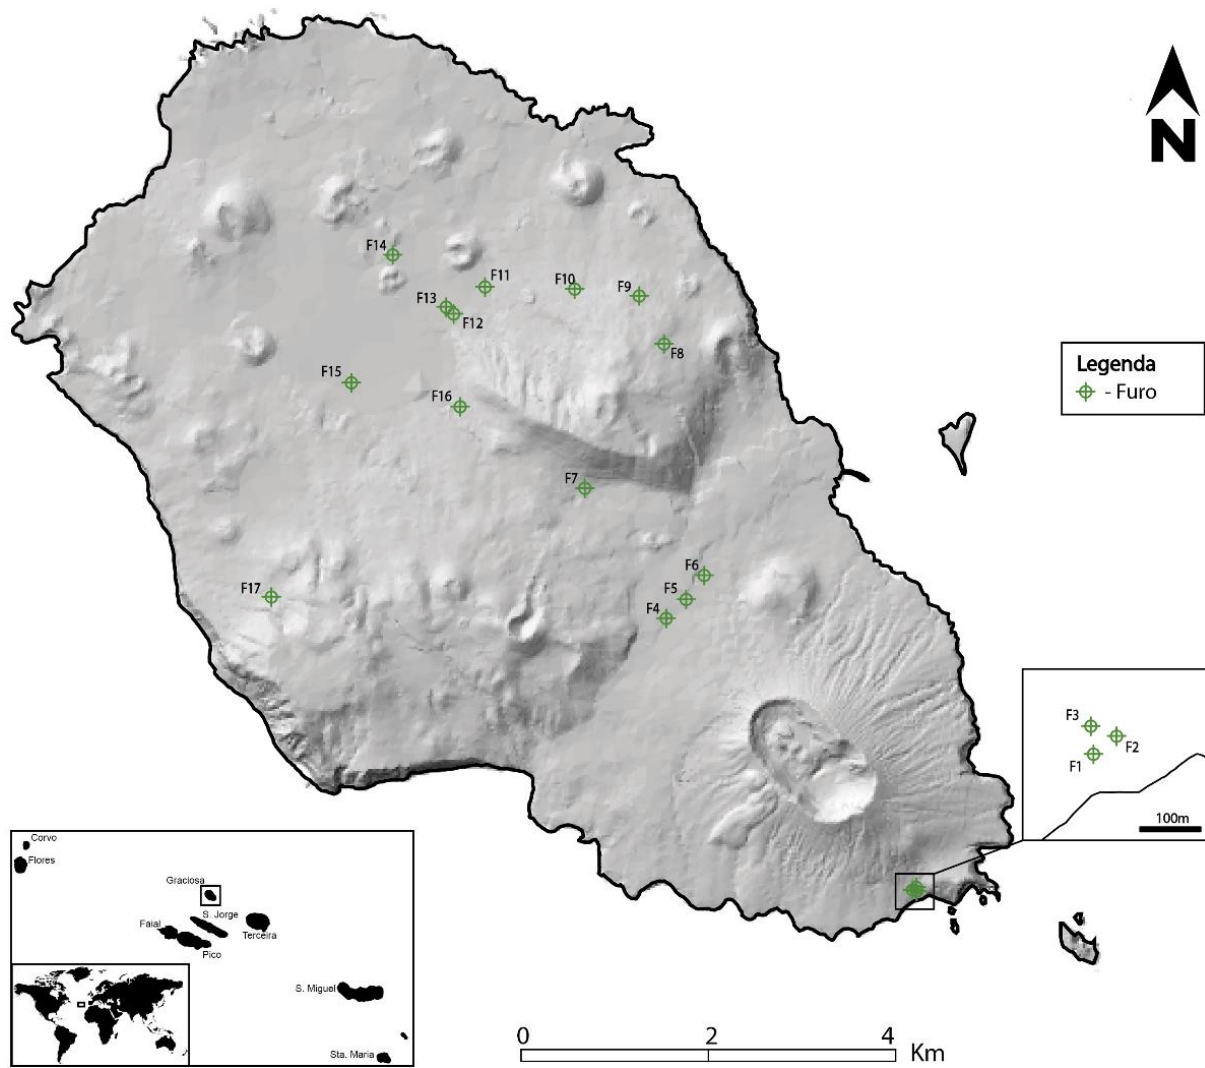 N
F14
F11
F10
F9
F13
F12
F8
Legenda
- Furo
F15
F16
F7
F6
F5
F4
F17
F3
F2
F1
100m
Corvo
Flores
Graciosa
S. Jorge
Faial
Terceira
Pico
S. Miguel
Sta. Maria
0 2 4
Km